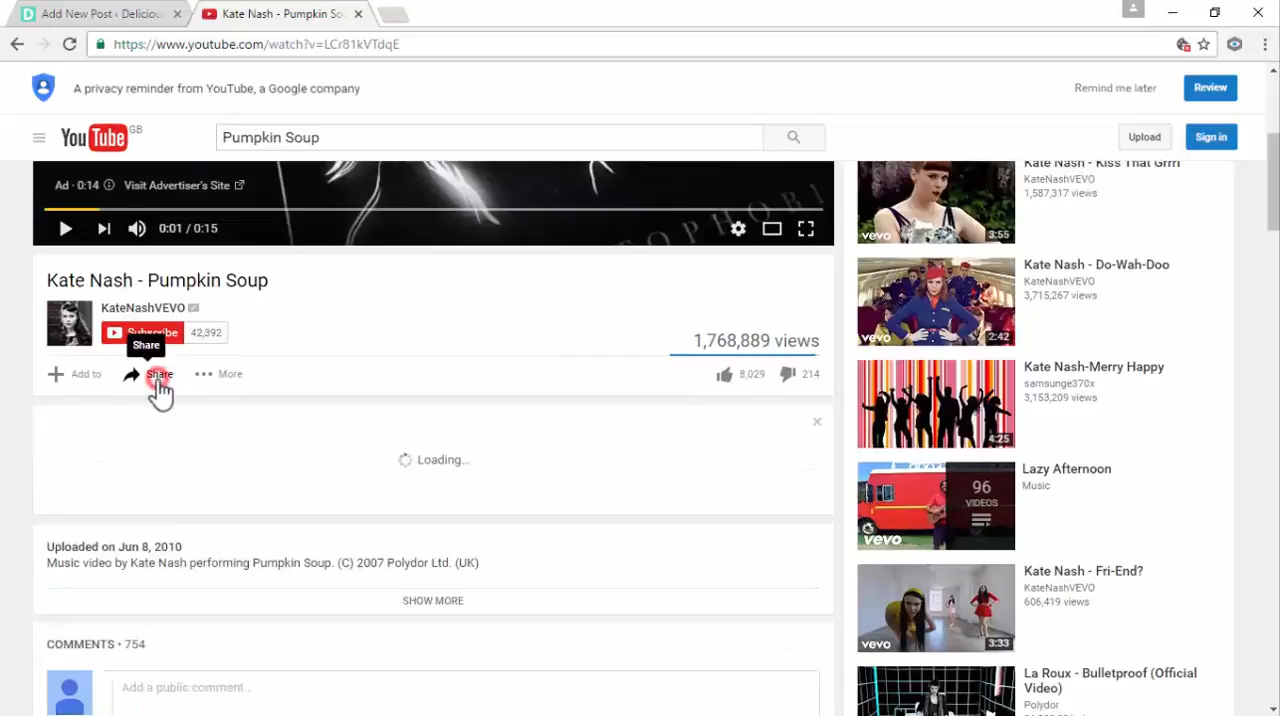 Add New Post - Deliciou
Kate Nash - Pumpkin Soup
https://www.youtube.com/watch?v=LCr81kVTdqE
A privacy reminder from YouTube, a Google company
Remind me later
Review
YouTube GB
Pumpkin Soup
Upload
Sign in
Ad · 0:14
Visit Advertiser's Site
0:01 / 0:15
Kate Nash - Pumpkin Soup
KateNashVEVO
Subscribe
42,392
Share
1,768,889 views
Add to
Share
More
8,029
214
Loading...
Uploaded on Jun 8, 2010
Music video by Kate Nash performing Pumpkin Soup. (C) 2007 Polydor Ltd. (UK)
SHOW MORE
COMMENTS • 754
Add a public comment...
Kate Nash - Kiss That Grrrl
KateNashVEVO
1,587,317 views
vevo
3:55
Kate Nash - Do-Wah-Doo
KateNashVEVO
3,715,267 views
vevo
2:42
Kate Nash-Merry Happy
samsunge370x
3,153,209 views
4:25
Lazy Afternoon
Music
96
VIDEOS
vevo
Kate Nash - Fri-End?
KateNashVEVO
606,419 views
vevo
3:33
La Roux - Bulletproof (Official
Video)
Polydor